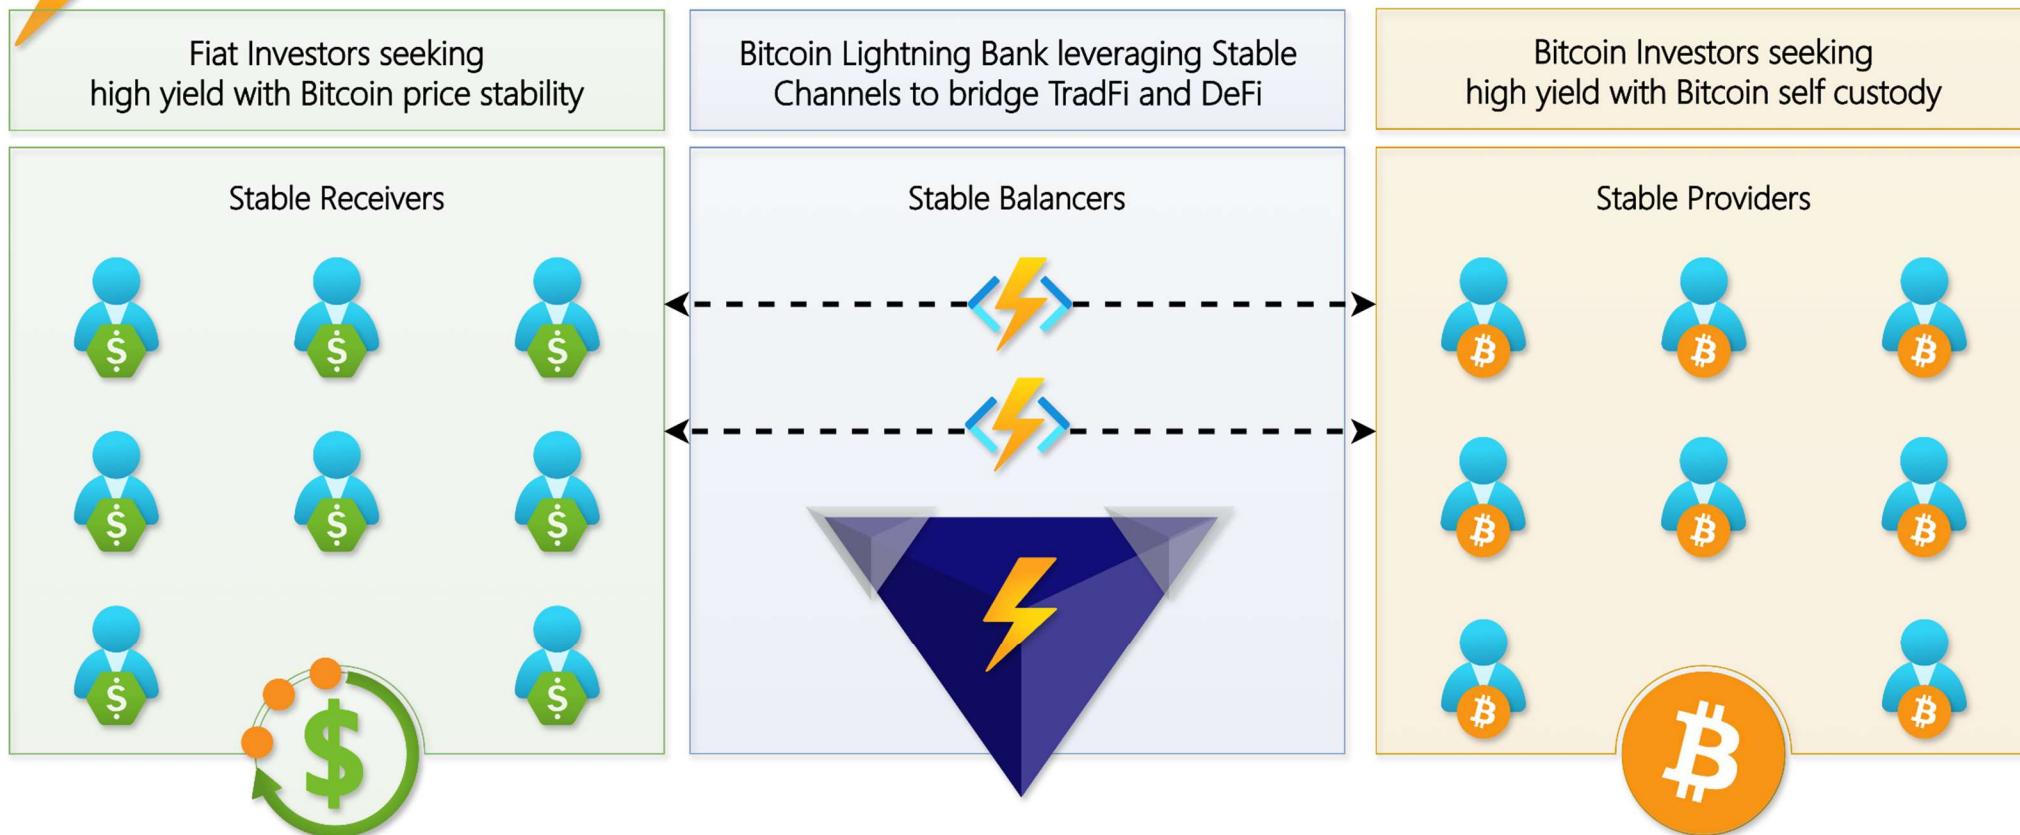 Fiat Investors seeking
high yield with Bitcoin price stability
Bitcoin Lightning Bank leveraging Stable
Channels to bridge TradFi and DeFi
Bitcoin Investors seeking
high yield with Bitcoin self custody
Stable Receivers
Stable Balancers
Stable Providers